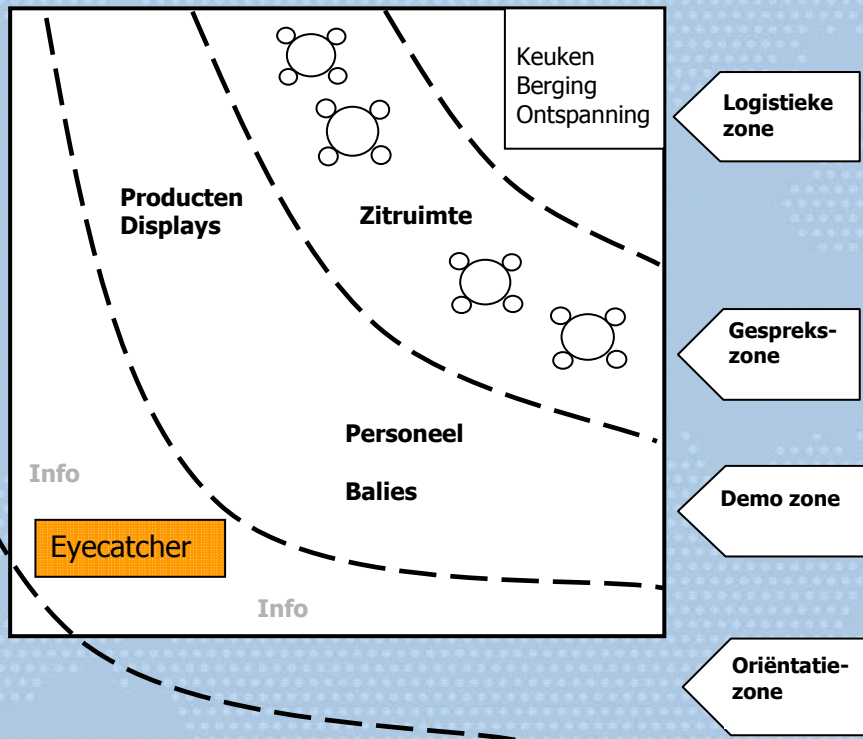 Keuken
Berging
Ontspanning
Logistieke
zone
Producten
Displays
Zitruimte
Gespreks-
zone
Personeel
Balies
Info
Demo zone
Eyecatcher
Info
Oriëntatie-
zone